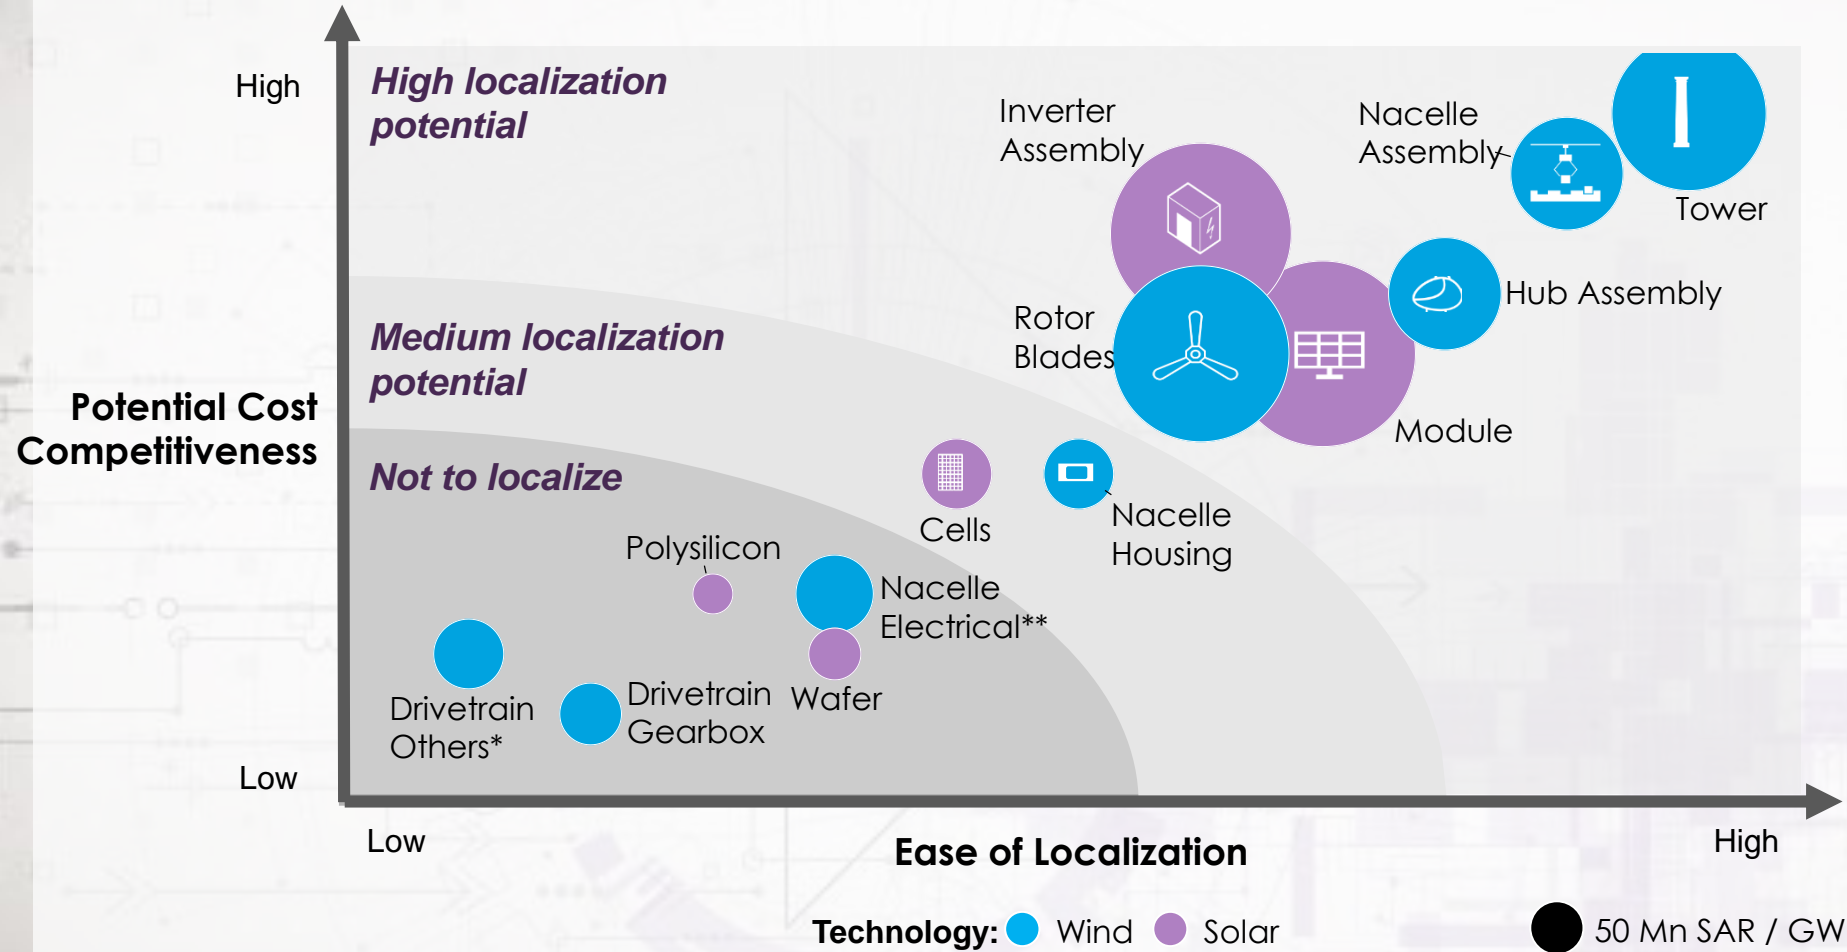 High
High localization
potential
Inverter
Assembly
Nacelle
Assembly
Tower
Hub Assembly
Medium localization
potential
Rotor
Blades
Potential Cost
Competitiveness
Module
Not to localize
Cells
Nacelle
Housing
Polysilicon
Nacelle
Electrical**
Drivetrain
Others*
Drivetrain
Gearbox
Wafer
Low
Low
Ease of Localization
High
Technology: Wind Solar
50 Mn SAR / GW